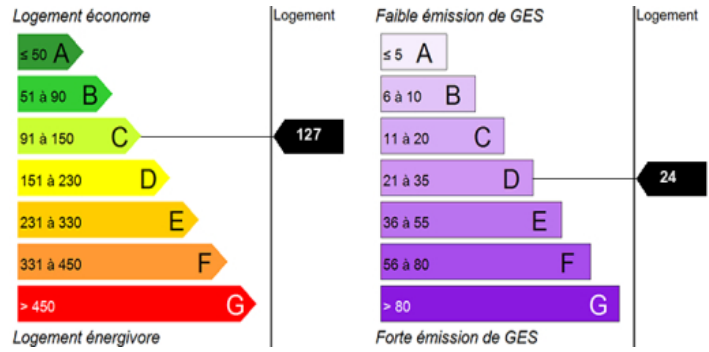 Logement économe
Logement
≤ 50 A
51 à 90 B
91 à 150 C
127
151 à 230 D
231 à 330 E
331 à 450 F
> 450 G
Logement énergivore
Faible émission de GES
Logement
≤ 5 A
6 à 10 B
11 à 20 C
21 à 35 D
24
36 à 55 E
56 à 80 F
> 80 G
Forte émission de GES